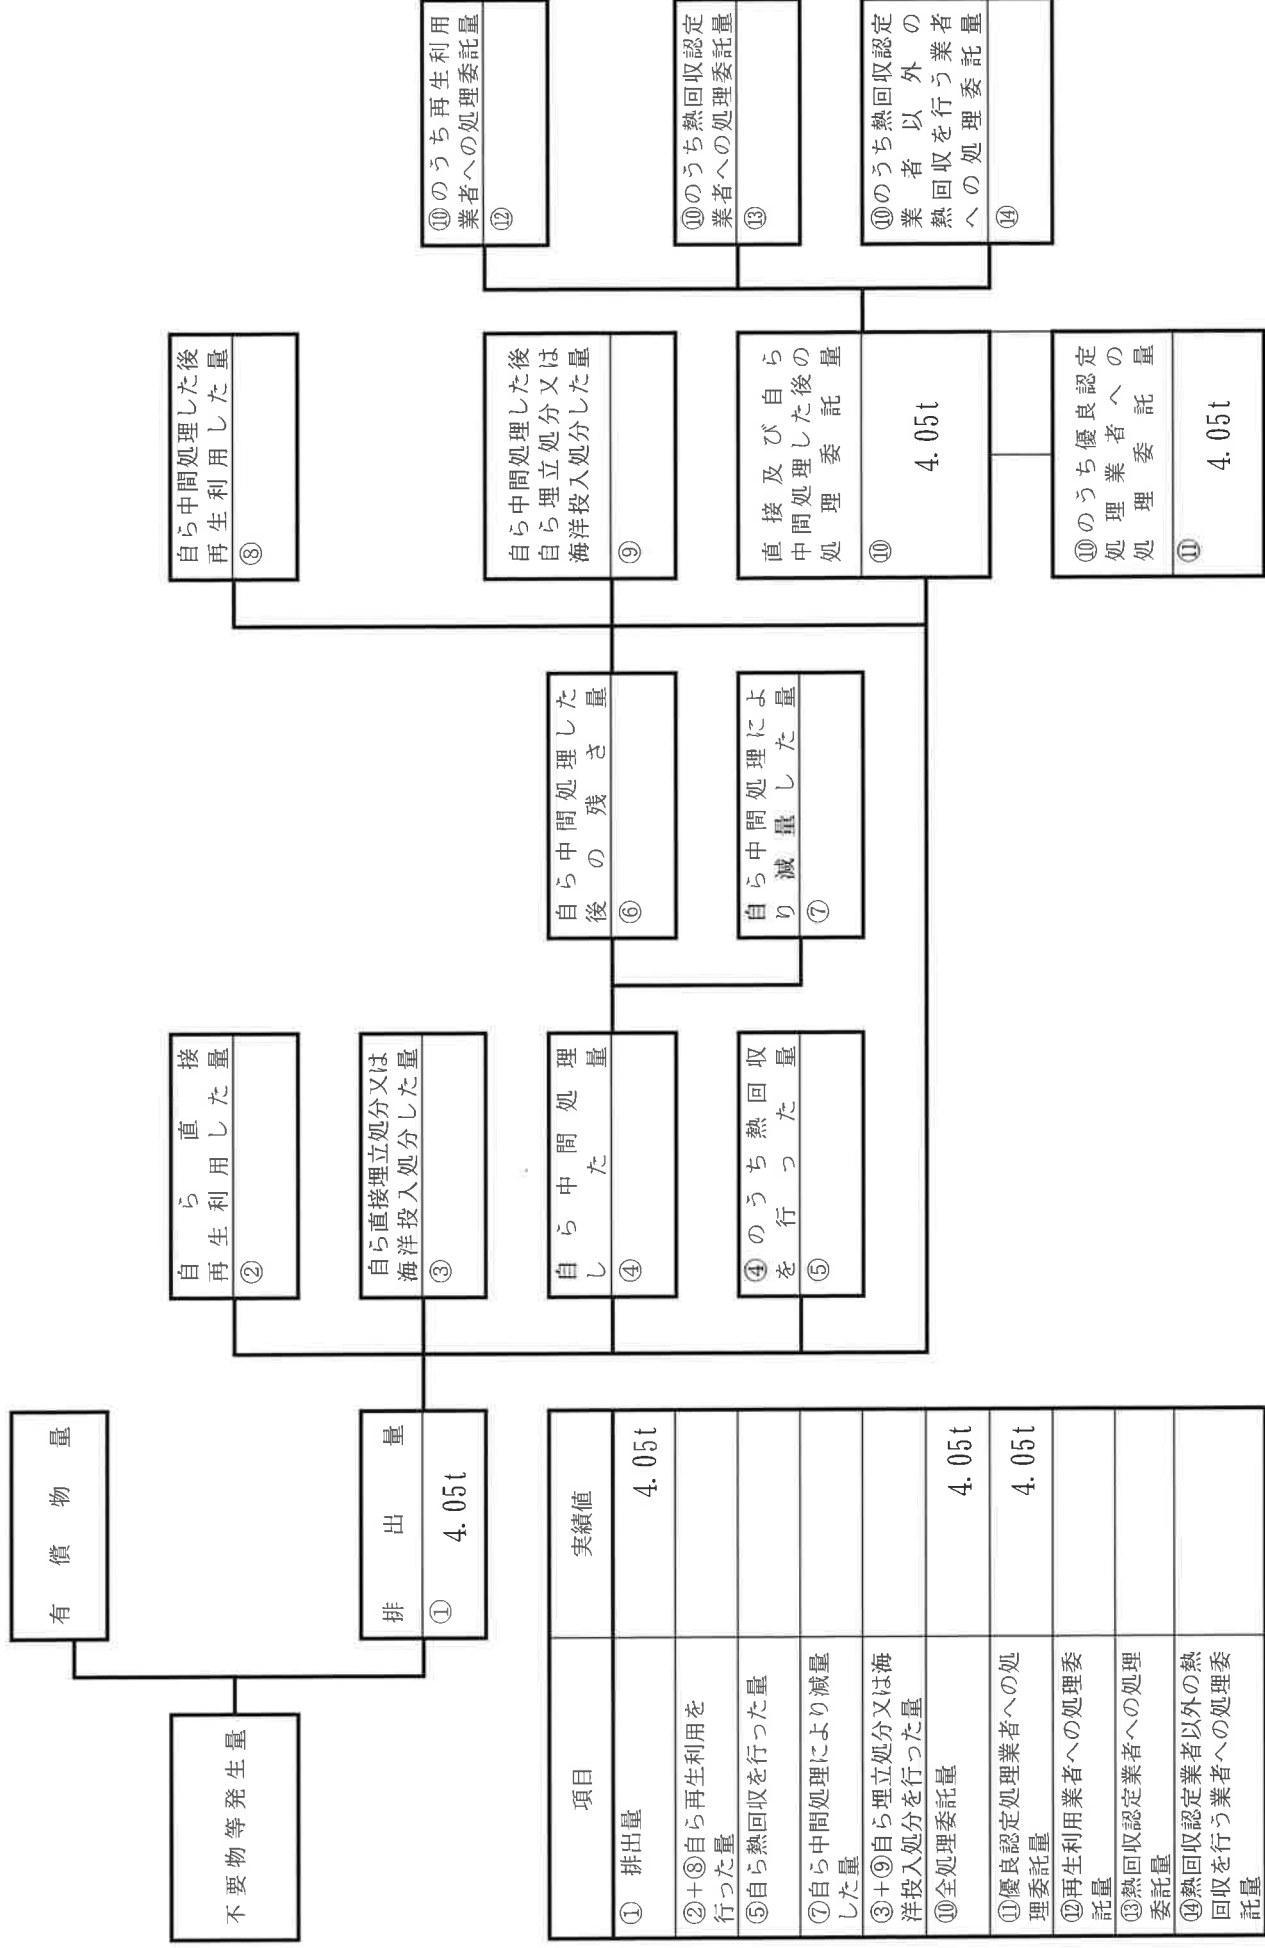 不要物等発生量
有償物量
排出量
①
4.05t
自ら直接
再生利用した量
②
自ら直接埋立処分又は
海洋投入処分した量
③
自ら中間処理
した量
④
④のうち熱回収
を行った量
⑤
自ら中間処理した
後の残さ量
⑥
自ら中間処理によ
り減量した量
⑦
自ら中間処理した後
再生利用した量
⑧
自ら中間処理した後
自ら埋立処分又は
海洋投入処分した量
⑨
直接及び自ら
中間処理した後の
処理委託量
⑩
4.05t
⑩のうち優良認定
処理業者への
処理委託量
⑪
4.05t
⑩のうち再生利用
業者への処理委託量
⑫
⑩のうち熱回収認定
業者への処理委託量
⑬
⑩のうち熱回収認定
業者以外の
熱回収を行う業者
への処理委託量
⑭
項目 実績値
① 排出量 4.05t
②+⑧自ら再生利用を
行った量
⑤自ら熱回収を行った量
⑦自ら中間処理により減量
した量
③+⑨自ら埋立処分又は海
洋投入処分を行った量
⑩全処理委託量 4.05t
⑪優良認定処理業者への処
理委託量 4.05t
⑫再生利用業者への処理委
託量
⑬熱回収認定業者への処理
委託量
⑭熱回収認定業者以外の熱
回収を行う業者への処理委
託量